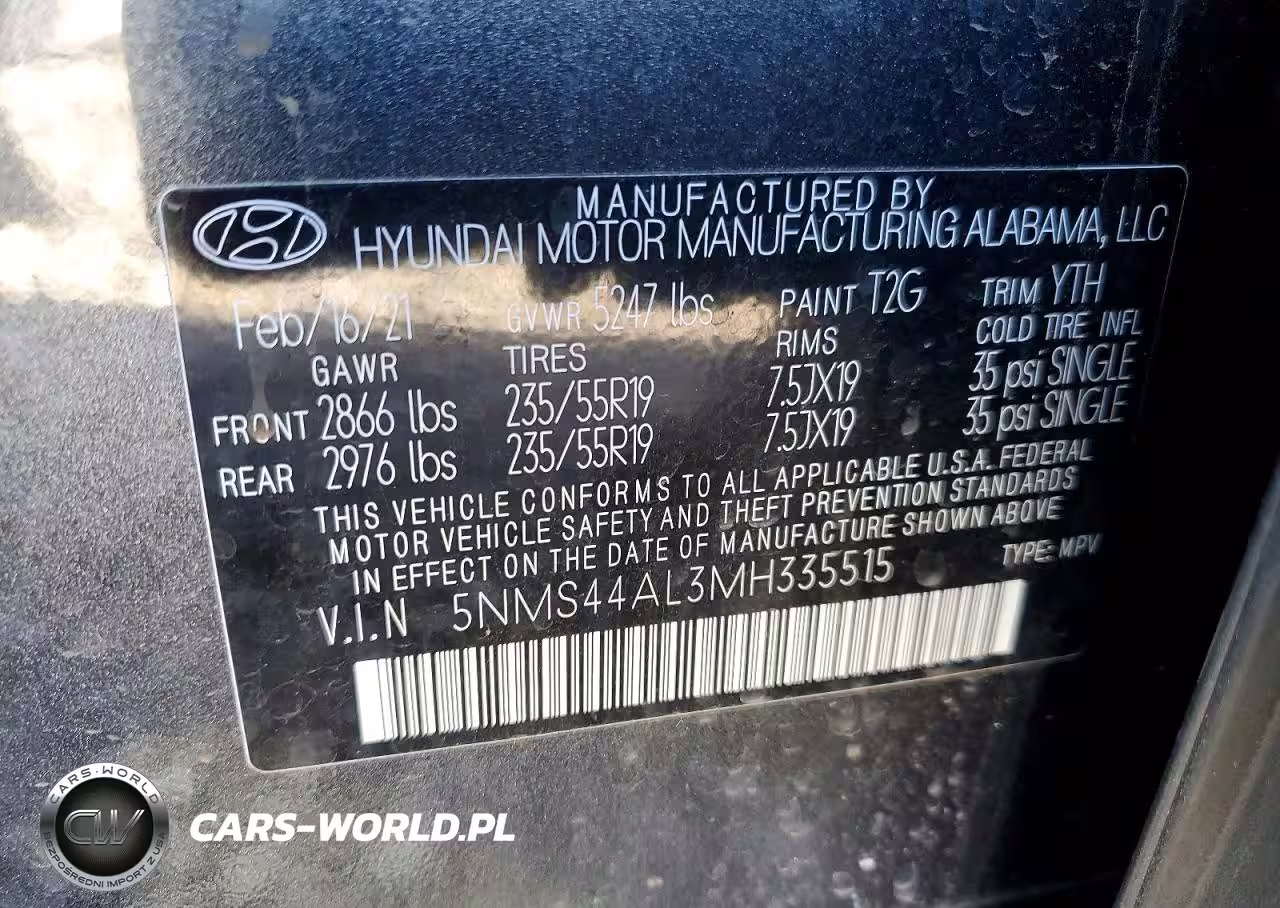 MANUFACTURED BY
HYUNDAI MOTOR MANUFACTURING ALABAMA, LLC
Feb/16/21 GVWR 5247 lbs PAINT T2G TRIM YTH
GAWR TIRES RIMS COLD TIRE INFL
FRONT 2866 lbs 235/55R19 7.5JX19 35 psi SINGLE
REAR 2976 lbs 235/55R19 7.5JX19 35 psi SINGLE
THIS VEHICLE CONFORMS TO ALL APPLICABLE U.S.A. FEDERAL
MOTOR VEHICLE SAFETY AND THEFT PREVENTION STANDARDS
IN EFFECT ON THE DATE OF MANUFACTURE SHOWN ABOVE
V.I.N 5NMS44AL3MH335515 TYPE: MPV
CARS-WORLD
CW
BEZPOŚREDNI IMPORT Z USA
CARS-WORLD.PL